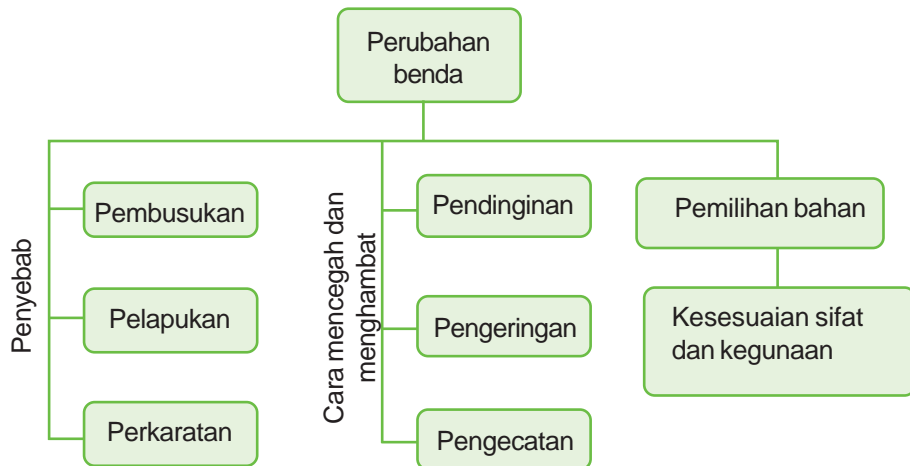 Perubahan
benda
Penyebab
Pembusukan
Pelapukan
Perkaratan
Cara mencegah dan
menghambat
Pendinginan
Pengeringan
Pengecatan
Pemilihan bahan
Kesesuaian sifat
dan kegunaan